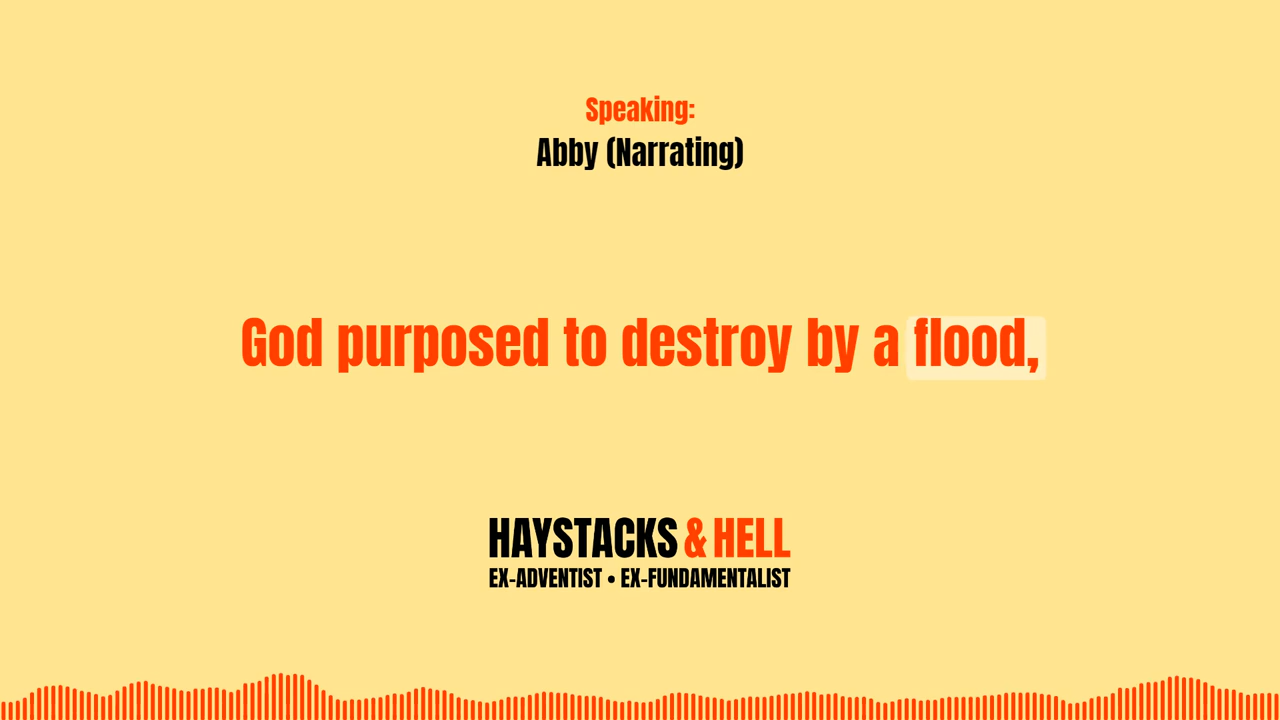 Speaking:
Abby (Narrating)
God purposed to destroy by a flood,
HAYSTACKS & HELL
EX-ADVENTIST • EX-FUNDAMENTALIST